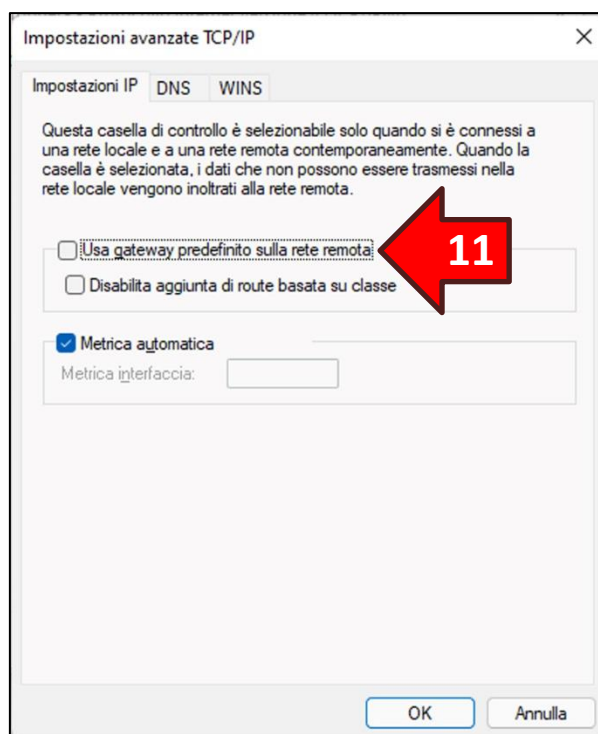 Impostazioni avanzate TCP/IP
Impostazioni IP DNS WINS
Questa casella di controllo è selezionabile solo quando si è connessi a
una rete locale e a una rete remota contemporaneamente. Quando la
casella è selezionata, i dati che non possono essere trasmessi nella
rete locale vengono inoltrati alla rete remota.
Usa gateway predefinito sulla rete remota
11
Disabilita aggiunta di route basata su classe
Metrica automatica
Metrica interfaccia:
OK Annulla